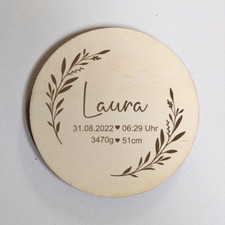 Laura
31.08.2022 ♥ 06:29 Uhr
3470g ♥ 51cm